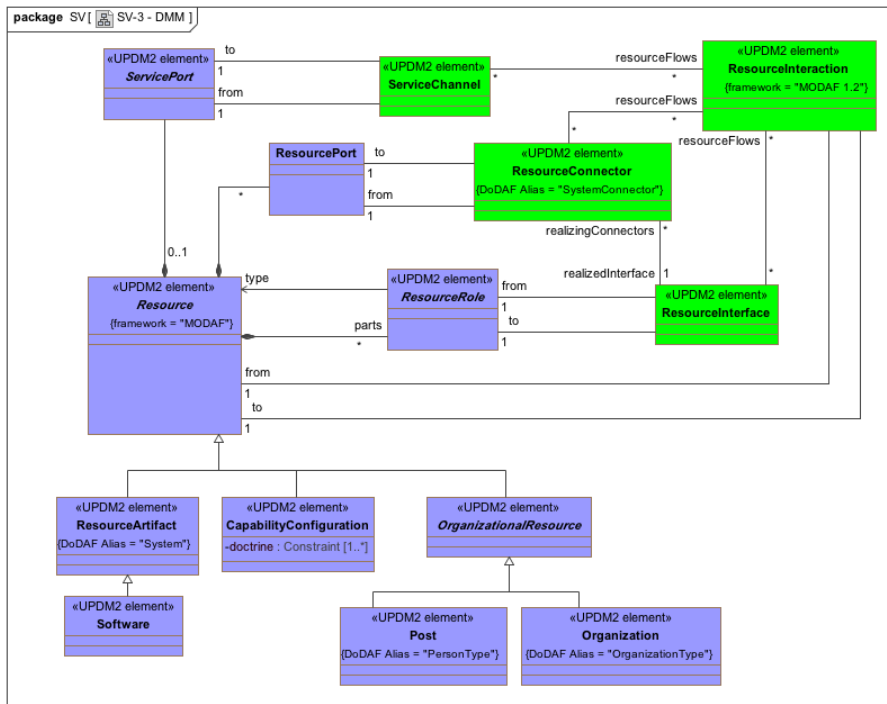 package SV [ SV-3 - DMM ]
«UPDM2 element»
ServicePort
to
1
from
1
«UPDM2 element»
ServiceChannel
*
resourceFlows
*
«UPDM2 element»
ResourceInteraction
{framework = "MODAF 1.2"}
resourceFlows
*
*
resourceFlows
*
ResourcePort
to
1
from
1
*
«UPDM2 element»
ResourceConnector
{DoDAF Alias = "SystemConnector"}
realizingConnectors
*
0..1
«UPDM2 element»
Resource
{framework = "MODAF"}
type
parts
*
«UPDM2 element»
ResourceRole
from
1
to
1
realizedInterface
1
*
«UPDM2 element»
ResourceInterface
from
1
to
1
«UPDM2 element»
ResourceArtifact
{DoDAF Alias = "System"}
«UPDM2 element»
CapabilityConfiguration
-doctrine : Constraint [1..*]
«UPDM2 element»
OrganizationalResource
«UPDM2 element»
Software
«UPDM2 element»
Post
{DoDAF Alias = "PersonType"}
«UPDM2 element»
Organization
{DoDAF Alias = "OrganizationType"}